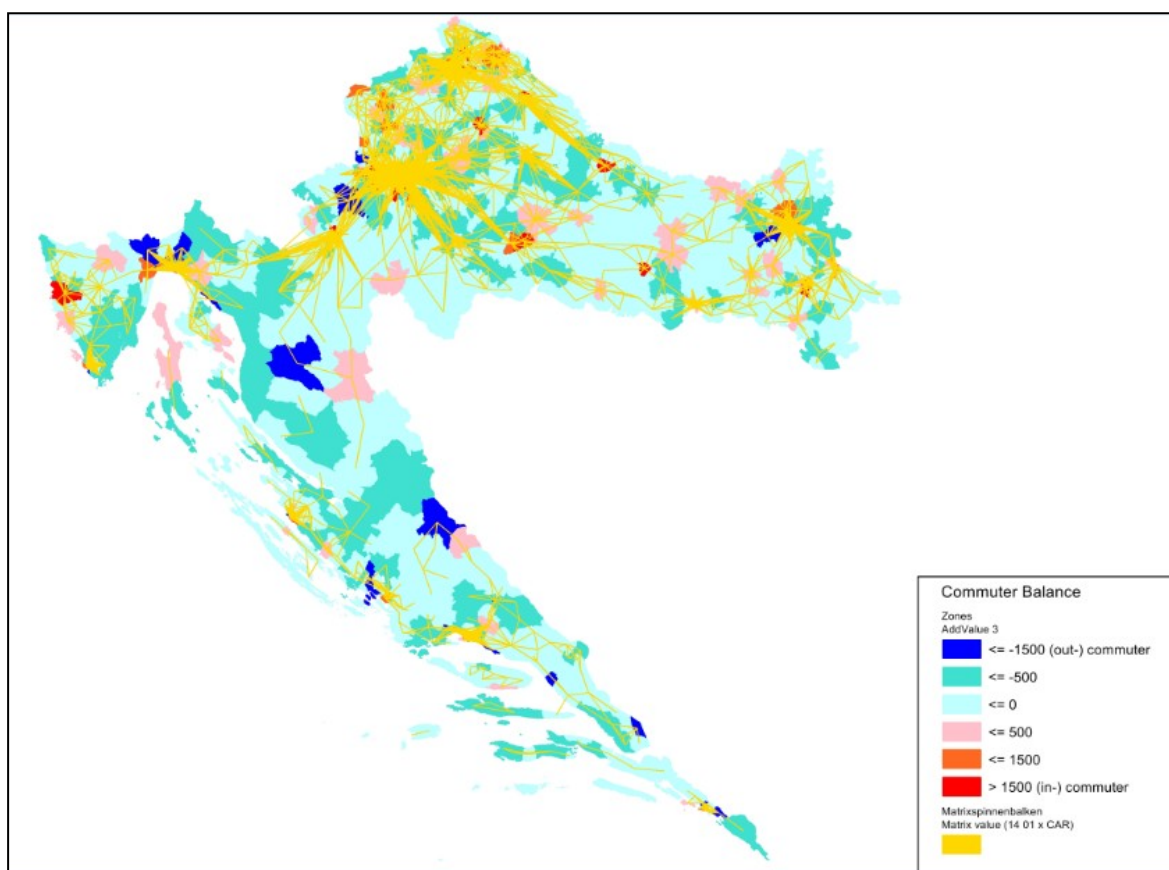 Commuter Balance
Zones
AddValue 3
<= -1500 (out-) commuter
<= -500
<= 0
<= 500
<= 1500
> 1500 (in-) commuter
Matrixspinnenbalken
Matrix value (14 01 x CAR)